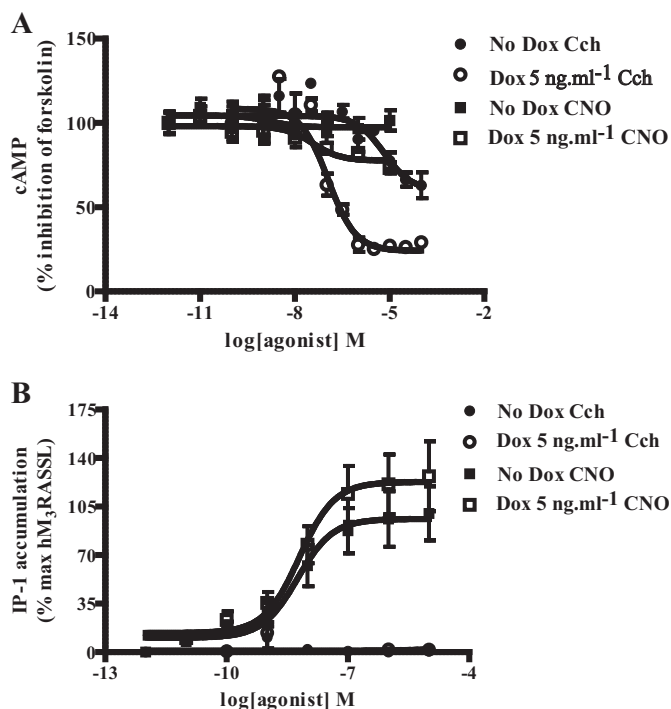 A
150
100
50
0
cAMP
(% inhibition of forskolin)
-14
-11
-8
-5
-2
log[agonist] M
No Dox Cch
Dox 5 ng.ml-1 Cch
No Dox CNO
Dox 5 ng.ml-1 CNO
B
175
140
105
70
35
0
IP-1 accumulation
(% max hM3RASSL)
-13
-10
-7
-4
log[agonist] M
No Dox Cch
Dox 5 ng.ml-1 Cch
No Dox CNO
Dox 5 ng.ml-1 CNO